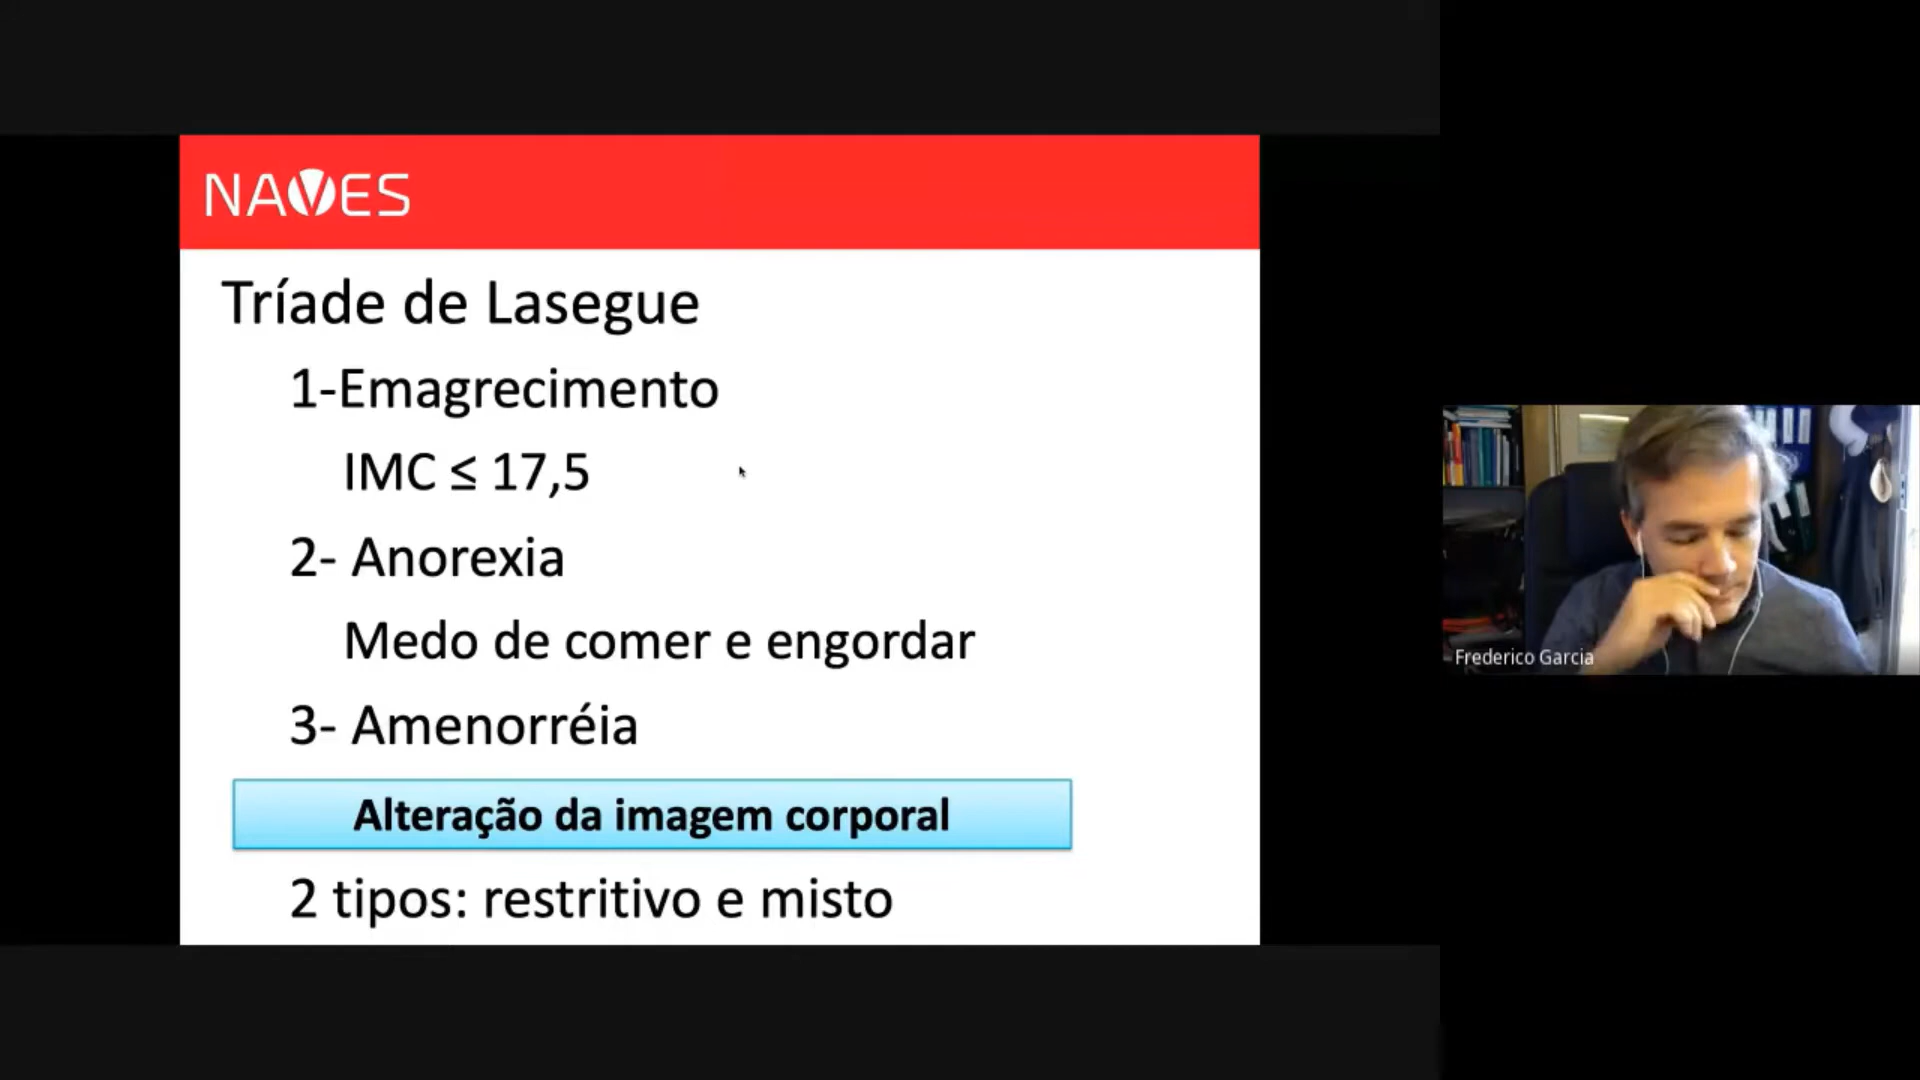 NAVES
Tríade de Lasegue
1-Emagrecimento
IMC ≤ 17,5
2- Anorexia
Medo de comer e engordar
3- Amenorréia
Alteração da imagem corporal
2 tipos: restritivo e misto
Frederico Garcia